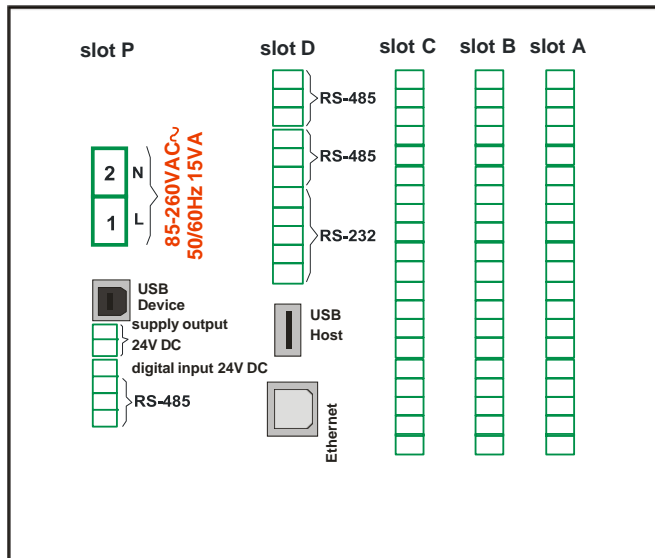 slot P
slot D
slot C
slot B
slot A
2
N
1
L
85-260VAC~
50/60Hz 15VA
USB
Device
supply output
24V DC
digital input 24V DC
RS-485
RS-485
RS-485
RS-232
USB
Host
Ethernet